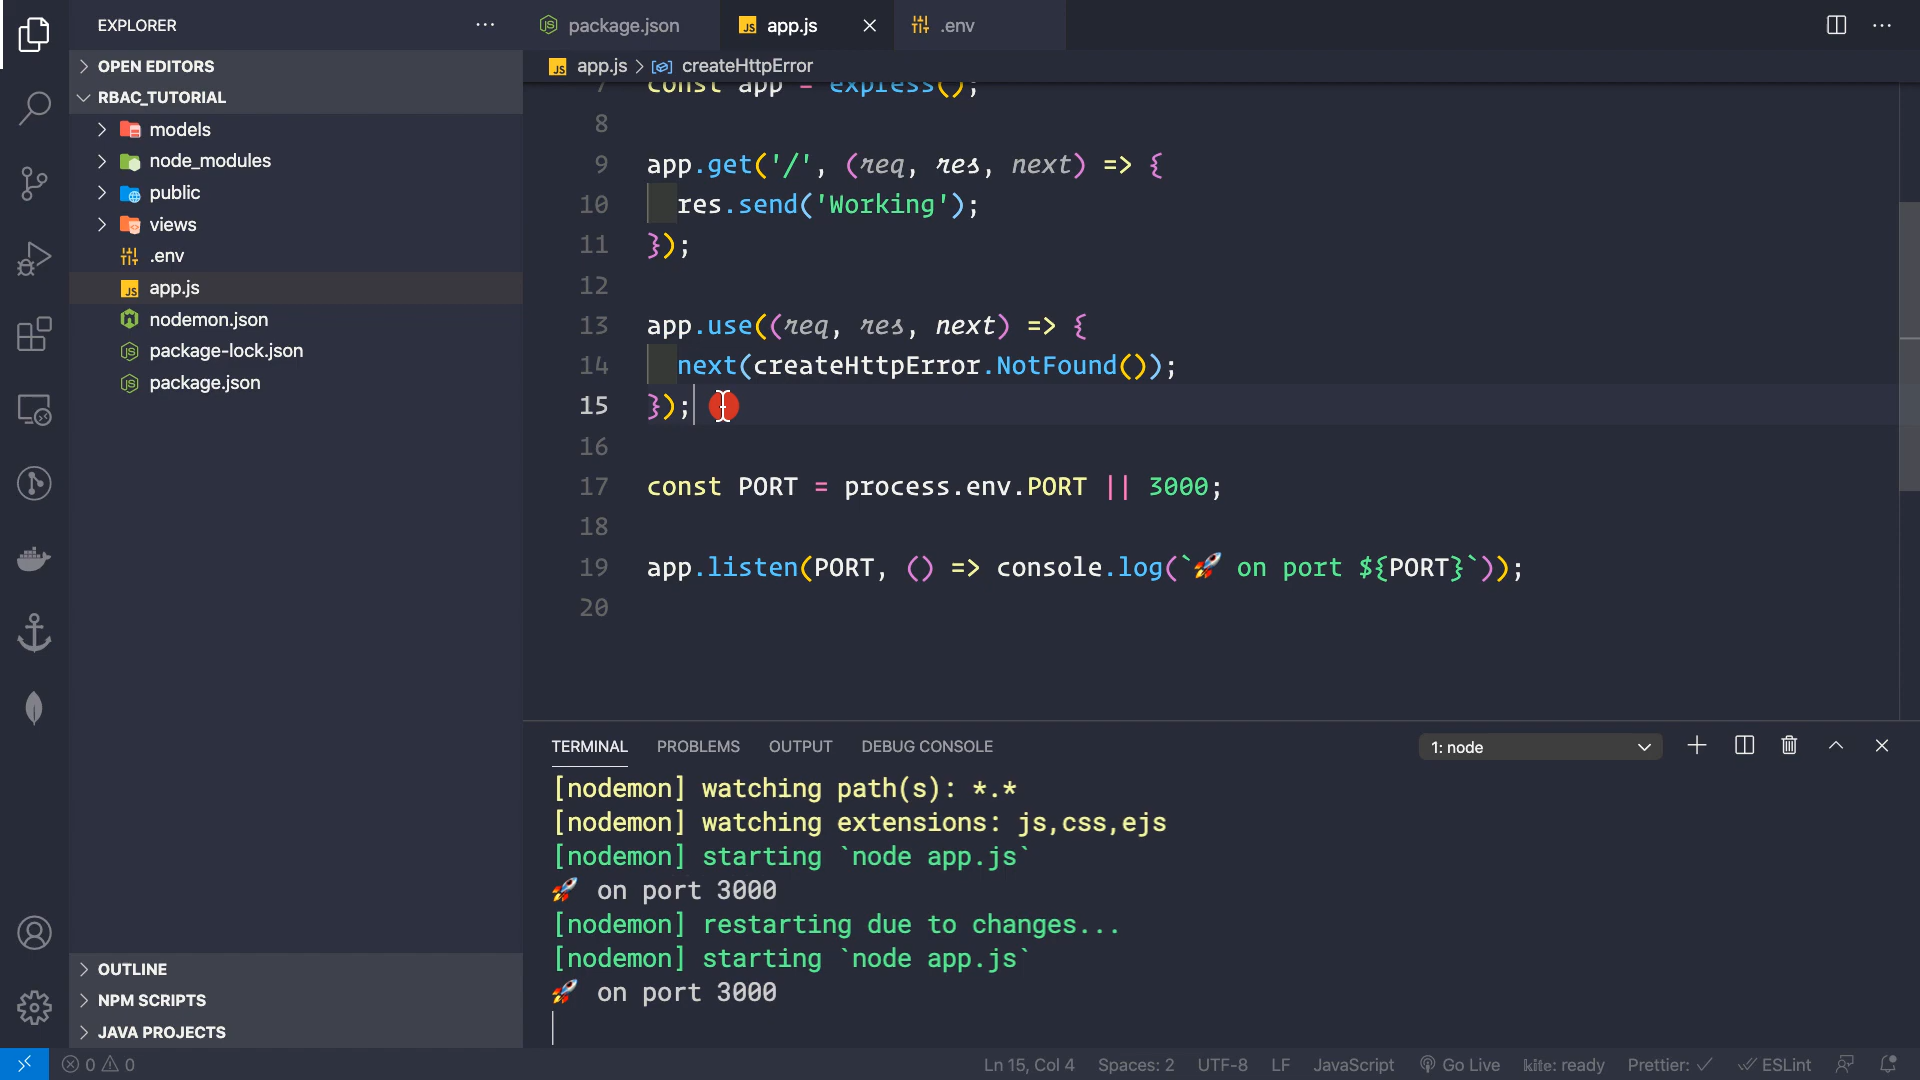 EXPLORER
OPEN EDITORS
RBAC_TUTORIAL
models
node_modules
public
views
.env
app.js
nodemon.json
package-lock.json
package.json
OUTLINE
NPM SCRIPTS
JAVA PROJECTS
package.json
app.js
.env
app.js > createHttpError
7 const app = express();
8
9 app.get('/', (req, res, next) => {
10 res.send('Working');
11 });
12
13 app.use((req, res, next) => {
14 next(createHttpError.NotFound());
15 });
16
17 const PORT = process.env.PORT || 3000;
18
19 app.listen(PORT, () => console.log(`🚀 on port ${PORT}`));
20
TERMINAL PROBLEMS OUTPUT DEBUG CONSOLE
1: node
[nodemon] watching path(s): *.*
[nodemon] watching extensions: js,css,ejs
[nodemon] starting `node app.js`
🚀 on port 3000
[nodemon] restarting due to changes...
[nodemon] starting `node app.js`
🚀 on port 3000
0 0
Ln 15, Col 4 Spaces: 2 UTF-8 LF JavaScript Go Live kite: ready Prettier: ✓ ESLint